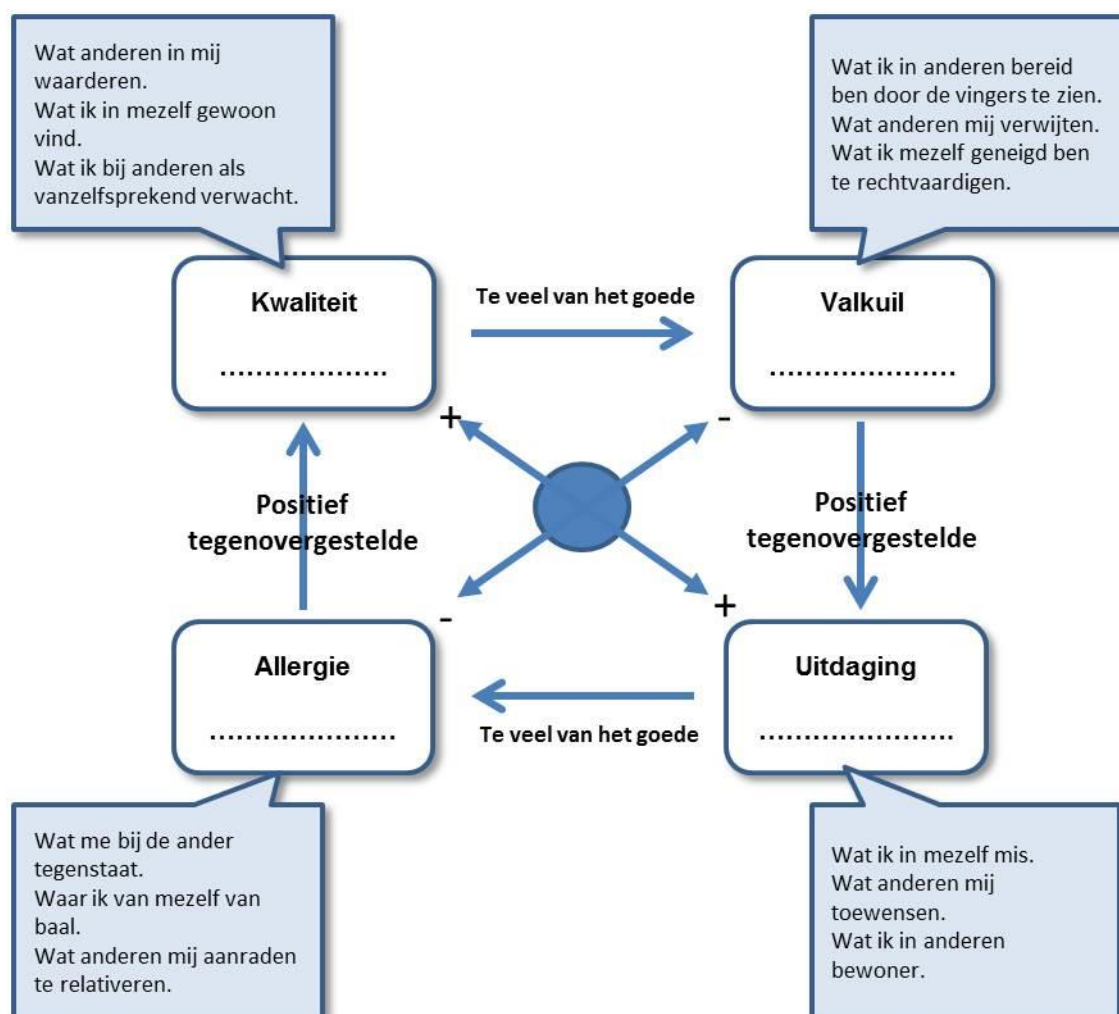 Wat anderen in mij
waarderen.
Wat ik in mezelf gewoon
vind.
Wat ik bij anderen als
vanzelfsprekend verwacht.
Wat ik in anderen bereid
ben door de vingers te zien.
Wat anderen mij verwijten.
Wat ik mezelf geneigd ben
te rechtvaardigen.
Kwaliteit
...................
Te veel van het goede
Valkuil
.....................
+
-
Positief
tegenovergestelde
Positief
tegenovergestelde
-
+
Allergie
.....................
Te veel van het goede
Uitdaging
......................
Wat me bij de ander
tegenstaat.
Waar ik van mezelf van
baal.
Wat anderen mij aanraden
te relativeren.
Wat ik in mezelf mis.
Wat anderen mij
toewensen.
Wat ik in anderen
bewoner.